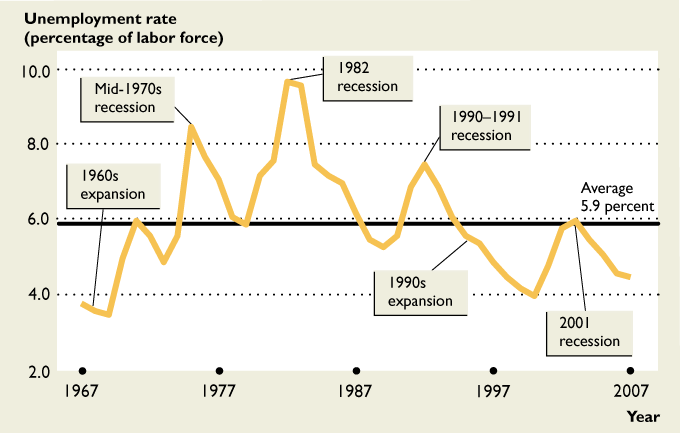 Unemployment rate
(percentage of labor force)
10.0
1982
recession
Mid-1970s
recession
1990–1991
recession
8.0
1960s
expansion
Average
5.9 percent
6.0
1990s
expansion
4.0
2001
recession
2.0
1967
1977
1987
1997
2007
Year